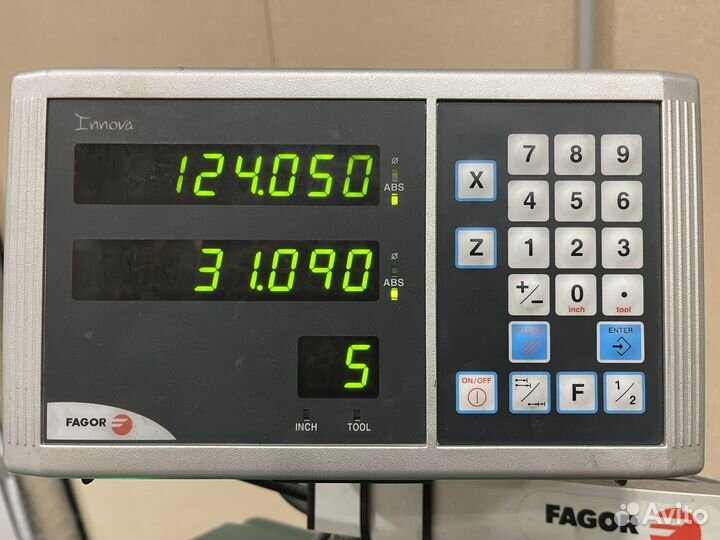 Innova
124.050
ø
ABS
31.090
ø
ABS
5
INCH TOOL
FAGOR
X
7 8 9
4 5 6
Z
1 2 3
+/− 0 •
inch tool
CLEAR ENTER
ON/OFF
F 1/2
FAGOR
Avito